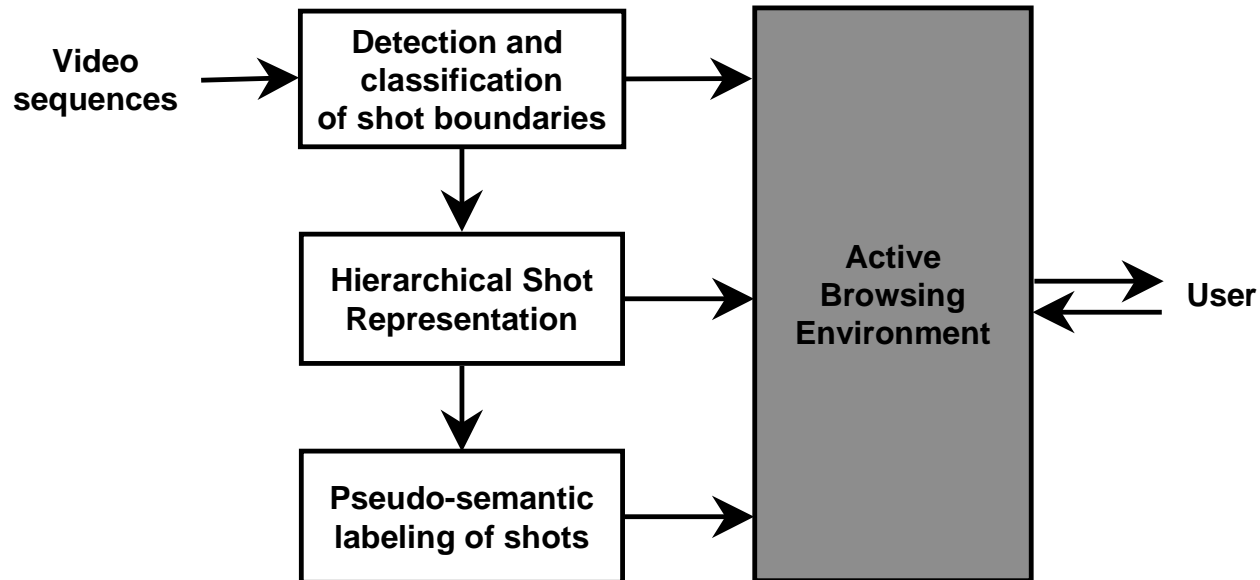 Video
sequences
Detection and
classification
of shot boundaries
Hierarchical Shot
Representation
Pseudo-semantic
labeling of shots
Active
Browsing
Environment
User